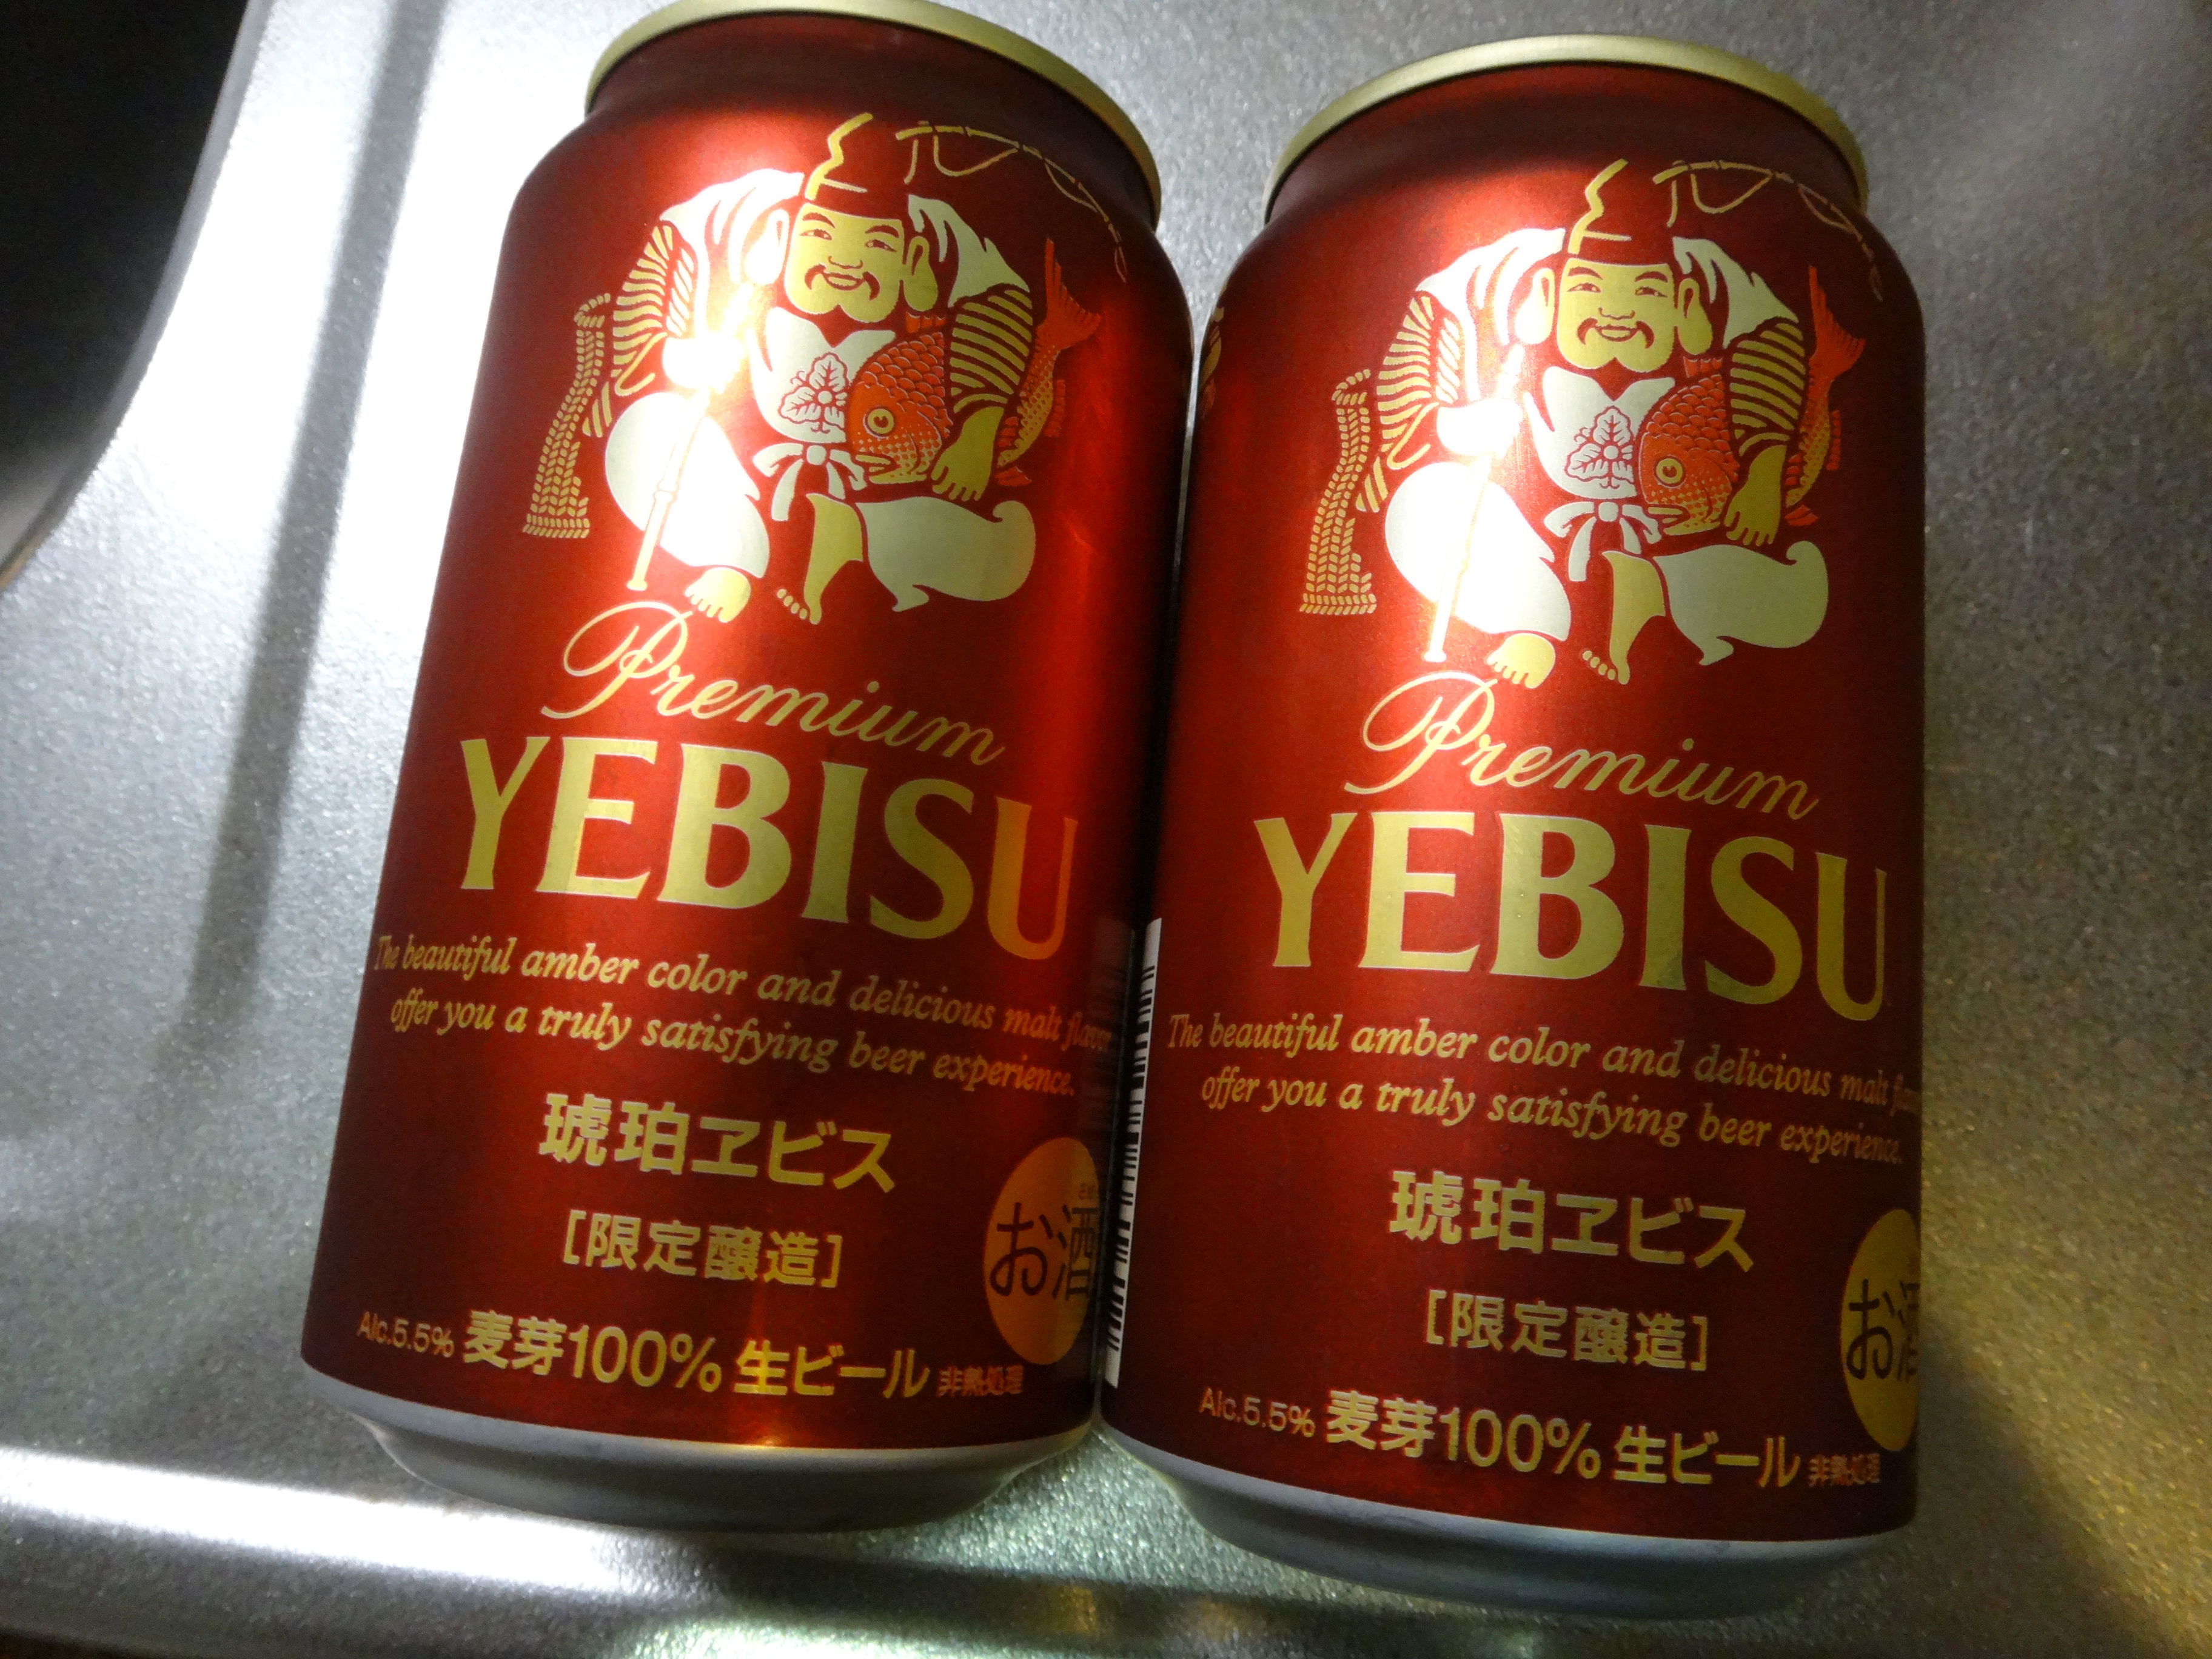 Premium
YEBISU
The beautiful amber color and delicious malt flavour
offer you a truly satisfying beer experience.
琥珀ヱビス
[限定醸造]
お酒
Alc.5.5% 麦芽100% 生ビール 非熱処理
Premium
YEBISU
The beautiful amber color and delicious malt
offer you a truly satisfying beer experience.
琥珀ヱビス
[限定醸造]
お酒
Alc.5.5% 麦芽100% 生ビール 非熱処理